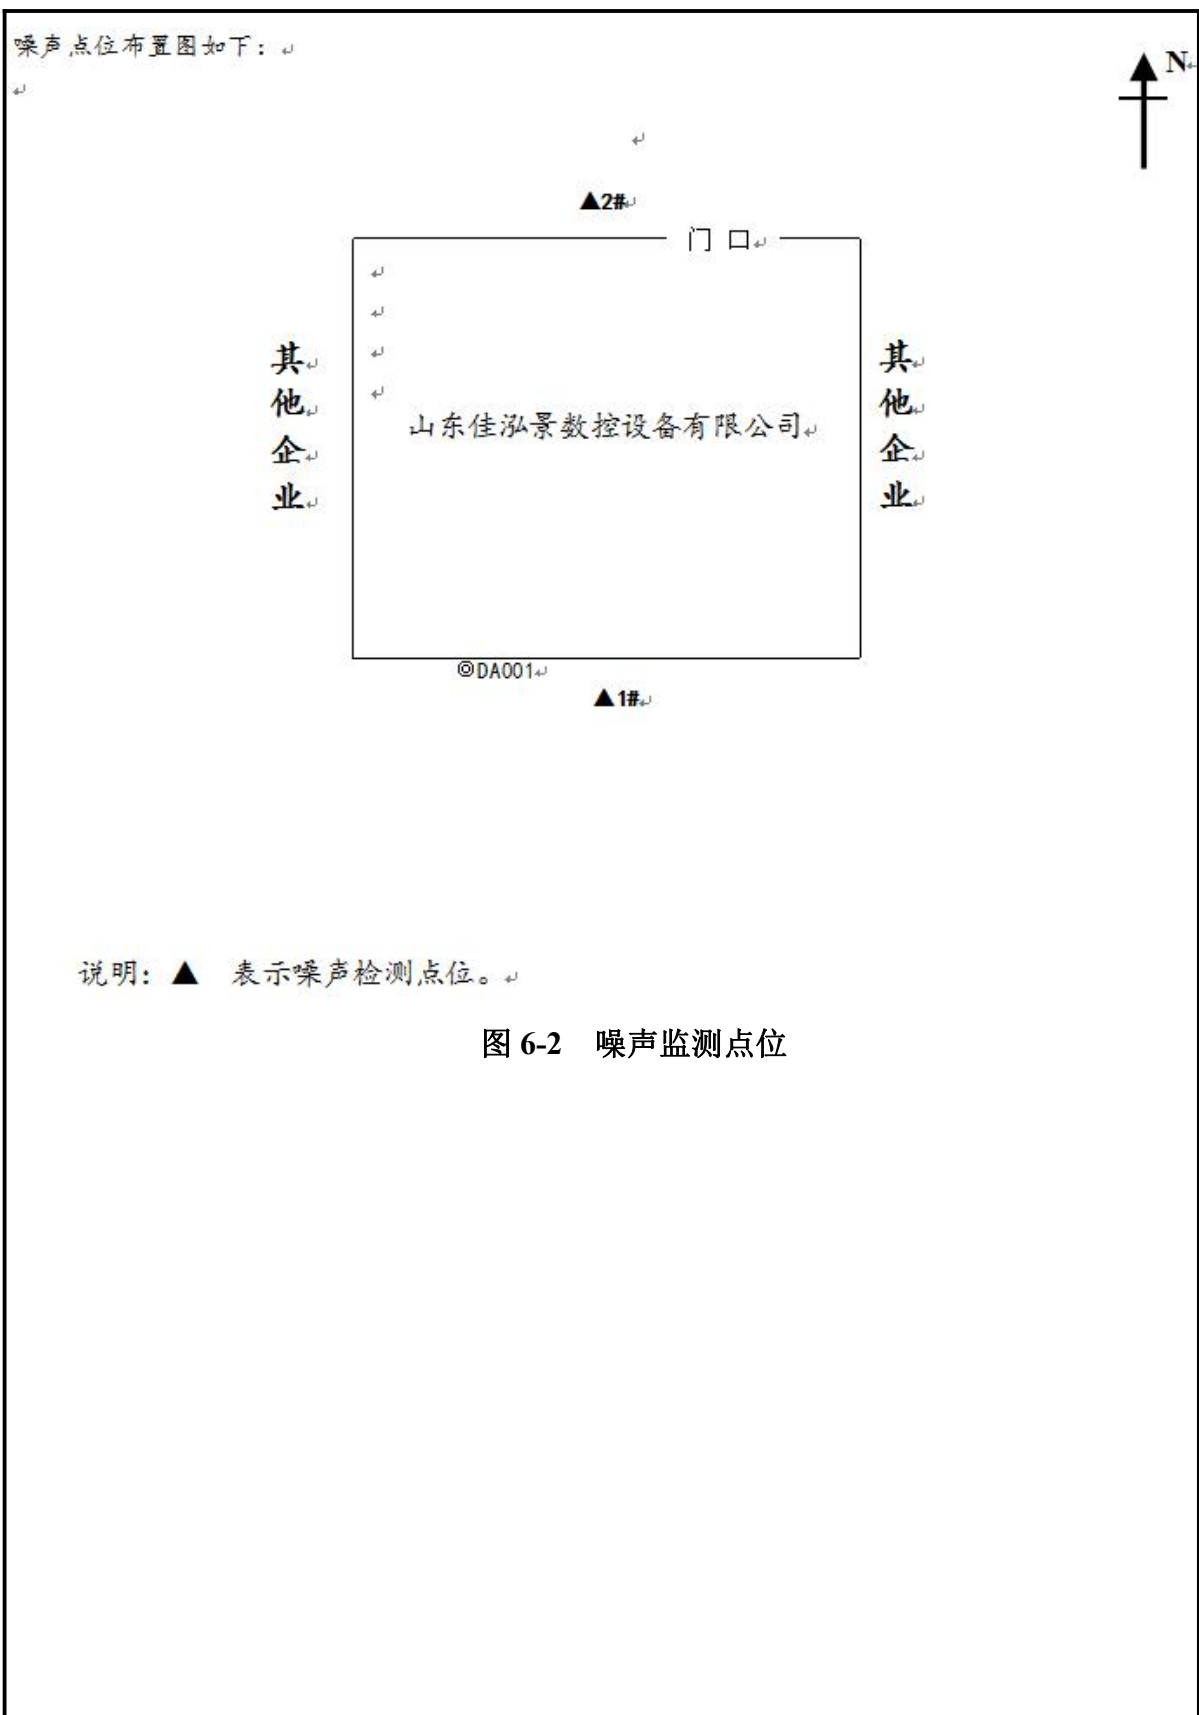 噪声点位布置图如下：
N
▲2#
门 口
其
他
企
业
山东佳泓景数控设备有限公司
其
他
企
业
◎DA001
▲1#
说明：▲ 表示噪声检测点位。
图 6-2 噪声监测点位